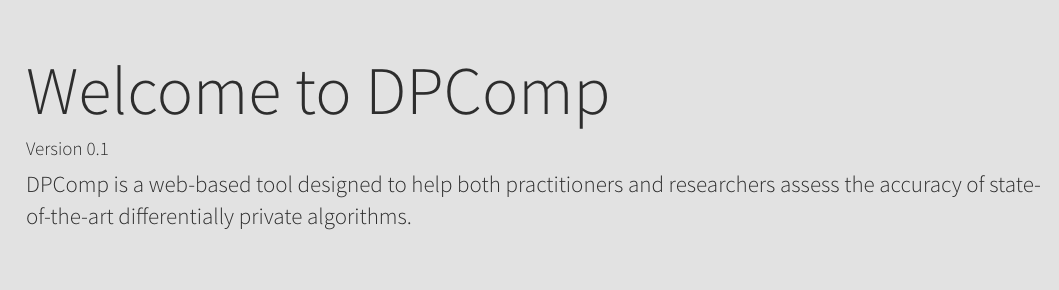 Welcome to DPComp
Version 0.1
DPComp is a web-based tool designed to help both practitioners and researchers assess the accuracy of state-
of-the-art differentially private algorithms.